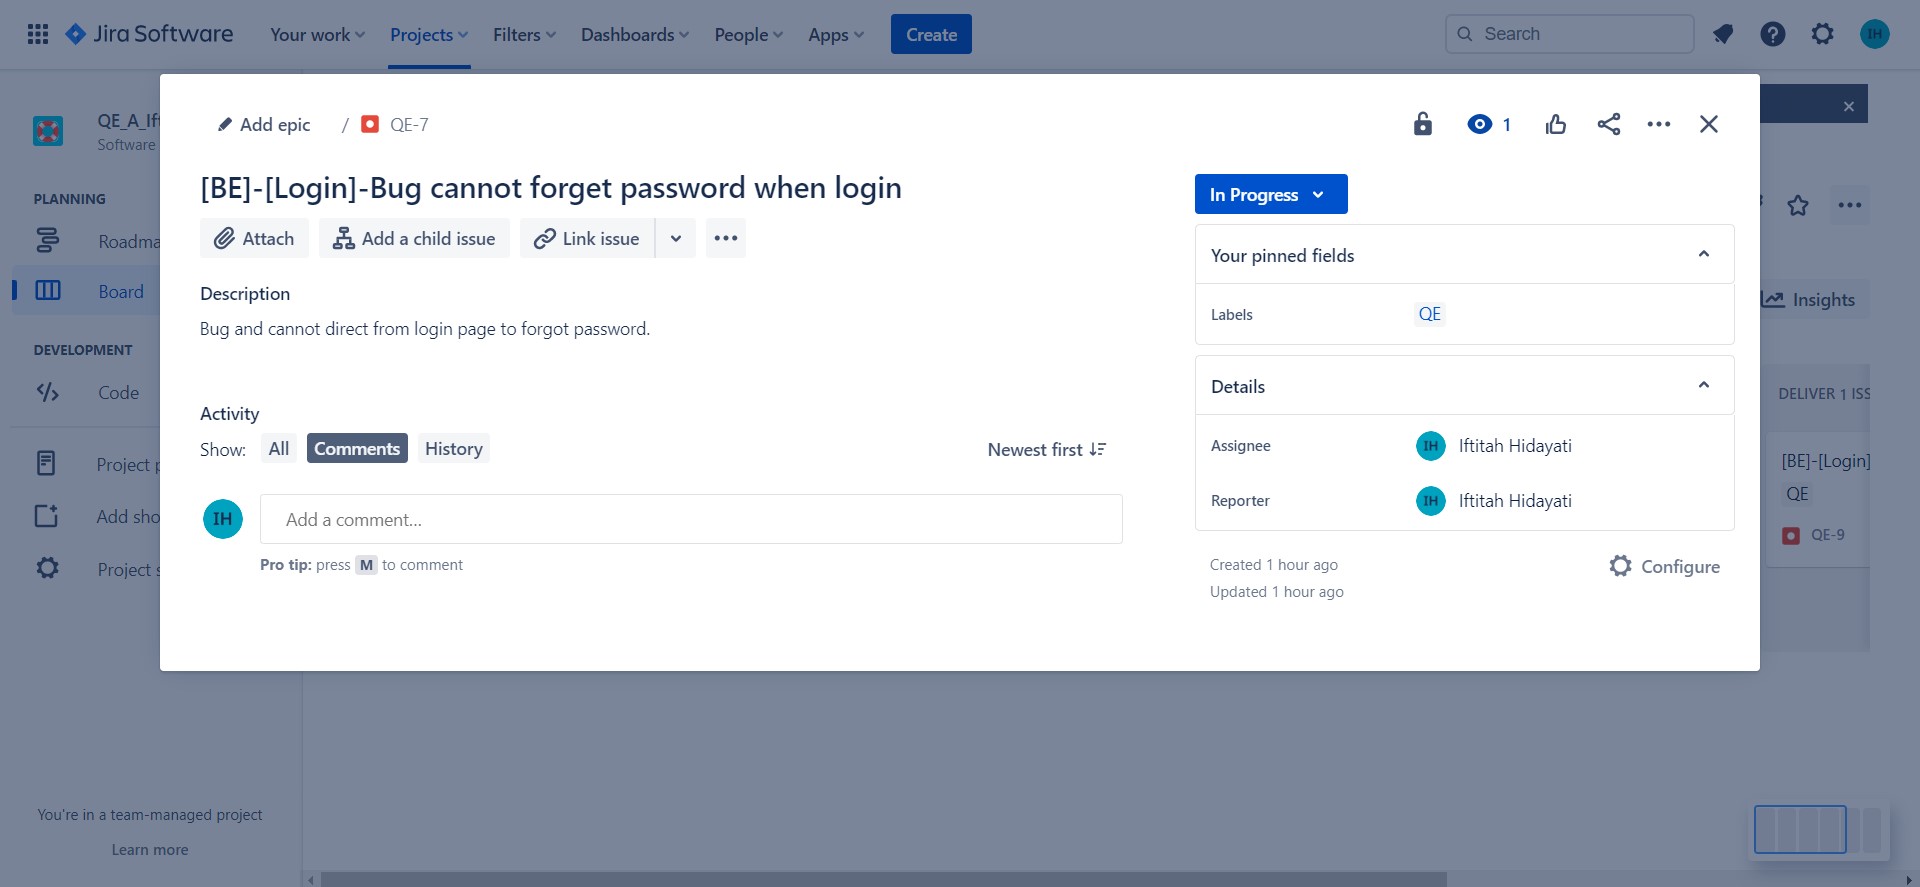 Jira Software
Your work
Projects
Filters
Dashboards
People
Apps
Create
Search
IH
QE_A_Ift
Software
PLANNING
Roadma
Board
DEVELOPMENT
Code
Project p
Add sho
Project s
You're in a team-managed project
Learn more
Add epic / QE-7
1
[BE]-[Login]-Bug cannot forget password when login
Attach
Add a child issue
Link issue
Description
Bug and cannot direct from login page to forgot password.
Activity
Show: All Comments History
Newest first
IH
Add a comment...
Pro tip: press M to comment
In Progress
Your pinned fields
Labels QE
Details
Assignee IH Iftitah Hidayati
Reporter IH Iftitah Hidayati
Created 1 hour ago
Updated 1 hour ago
Configure
Insights
DELIVER 1 ISS
[BE]-[Login]
QE
QE-9